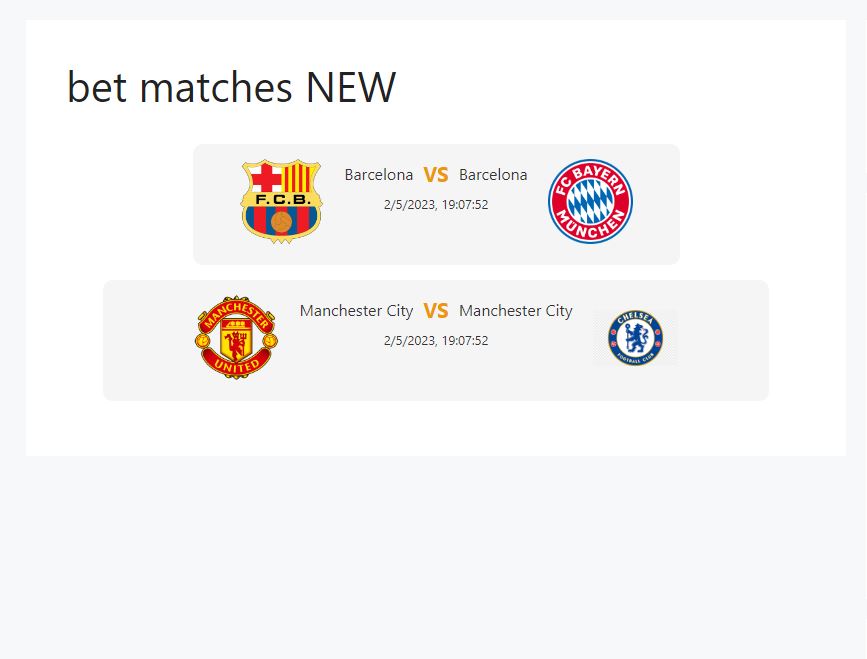 bet matches NEW
F.C.B.
Barcelona VS Barcelona
2/5/2023, 19:07:52
FC BAYERN
MÜNCHEN
MANCHESTER
UNITED
Manchester City VS Manchester City
2/5/2023, 19:07:52
CHELSEA
FOOTBALL CLUB